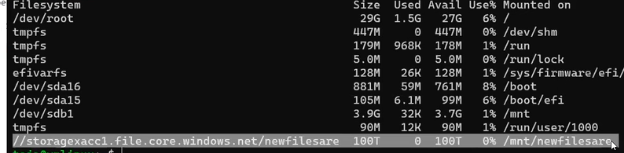 Filesystem Size Used Avail Use% Mounted on
/dev/root 29G 1.5G 27G 6% /
tmpfs 447M 0 447M 0% /dev/shm
tmpfs 179M 968K 178M 1% /run
tmpfs 5.0M 0 5.0M 0% /run/lock
efivarfs 128M 26K 128M 1% /sys/firmware/efi/
/dev/sda16 881M 59M 761M 8% /boot
/dev/sda15 105M 6.1M 99M 6% /boot/efi
/dev/sdb1 3.9G 32K 3.7G 1% /mnt
tmpfs 90M 12K 90M 1% /run/user/1000
//storagexacc1.file.core.windows.net/newfilesare 100T 0 100T 0% /mnt/newfilesare